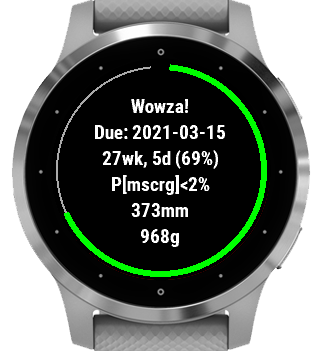 Wowza!
Due: 2021-03-15
27wk, 5d (69%)
P[mscrg]<2%
373mm
968g